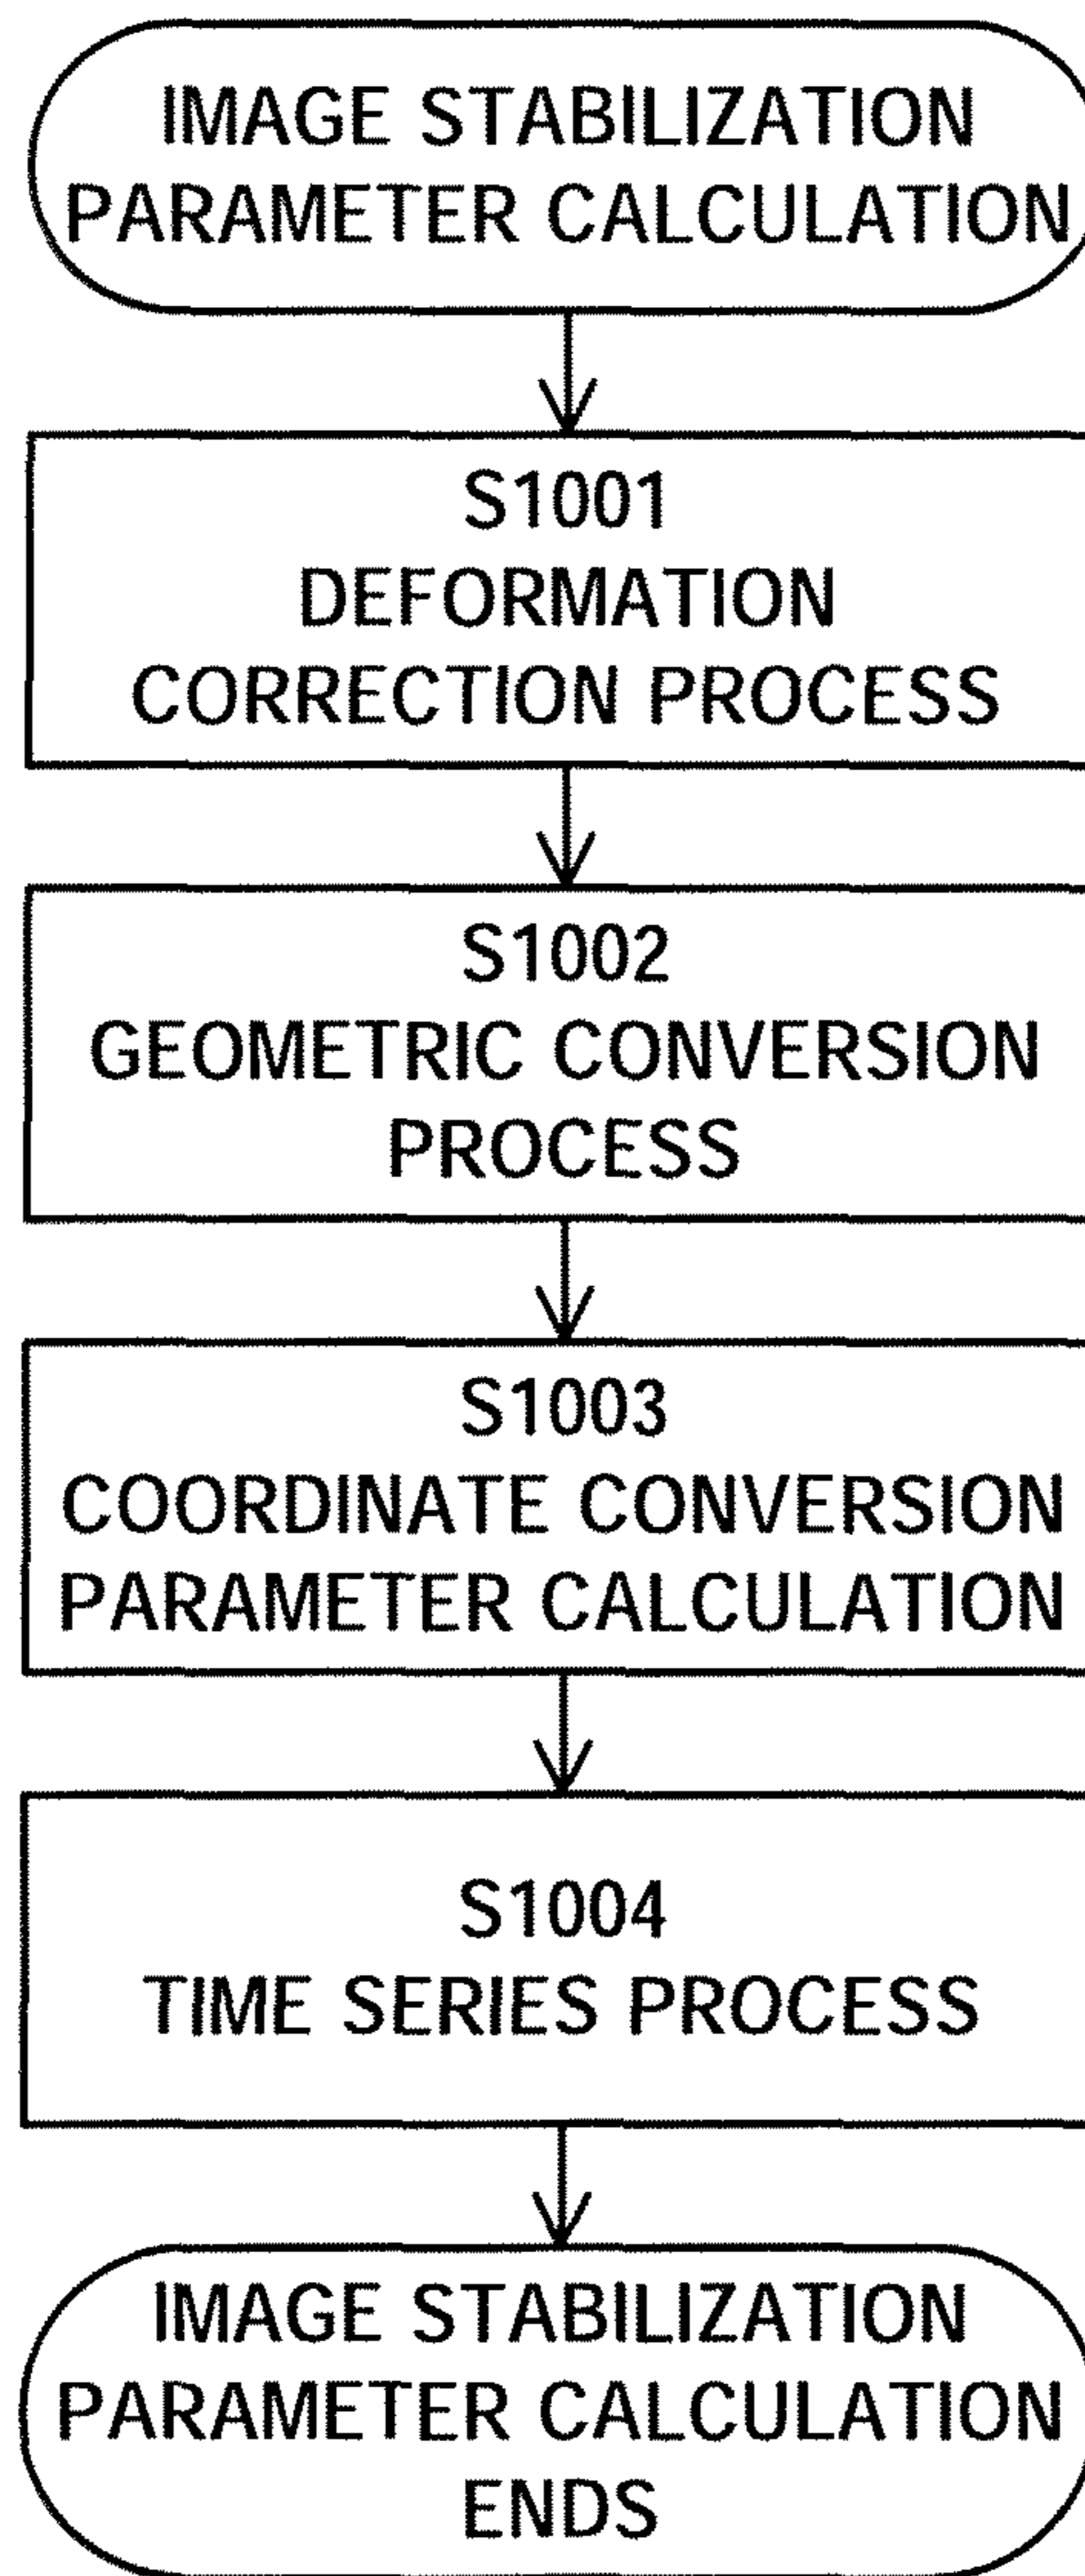 IMAGE STABILIZATION
PARAMETER CALCULATION
S1001
DEFORMATION
CORRECTION PROCESS
S1002
GEOMETRIC CONVERSION
PROCESS
S1003
COORDINATE CONVERSION
PARAMETER CALCULATION
S1004
TIME SERIES PROCESS
IMAGE STABILIZATION
PARAMETER CALCULATION
ENDS